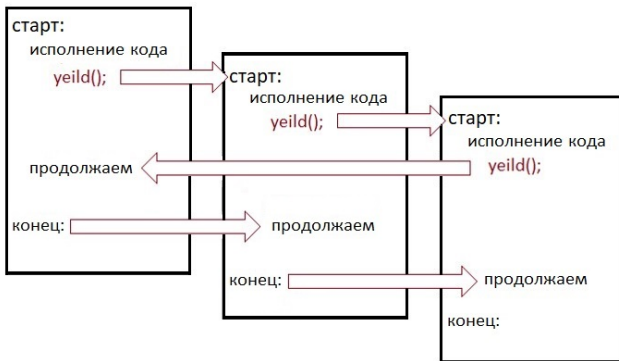 старт:
исполнение кода
yeild();
продолжаем
конец:
старт:
исполнение кода
yeild();
продолжаем
конец:
старт:
исполнение кода
yeild();
продолжаем
конец: